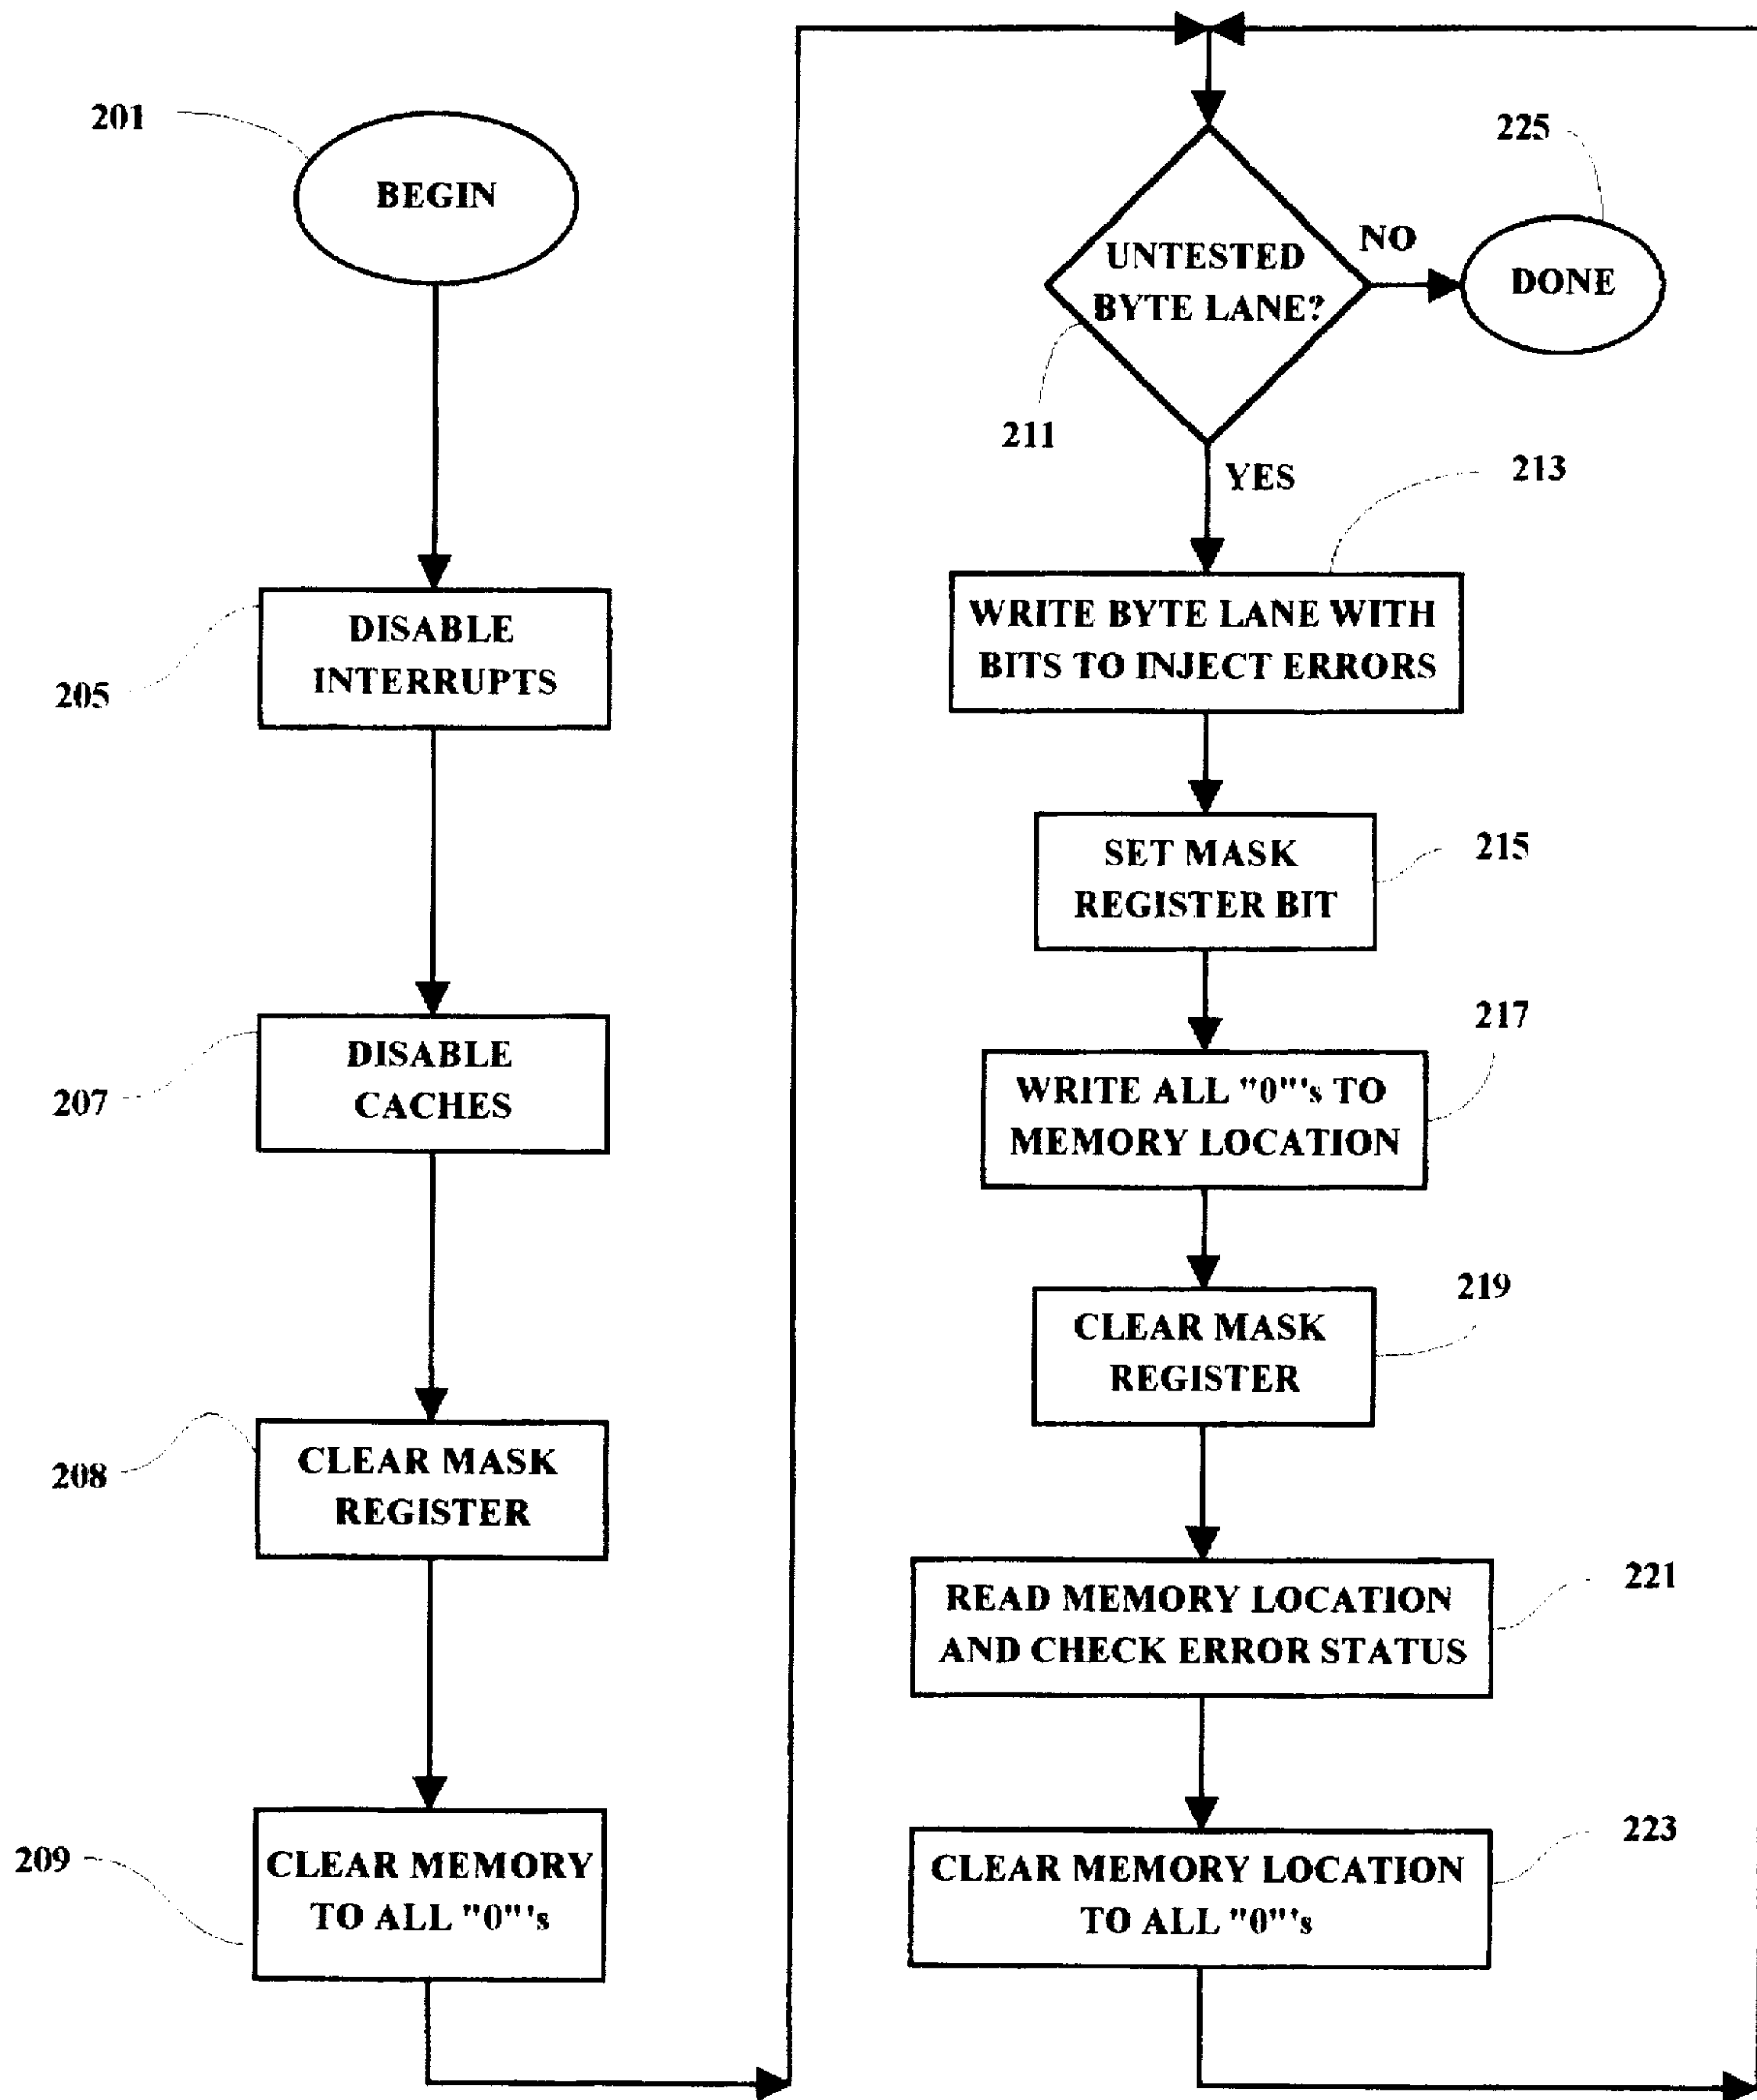 201
BEGIN
205
DISABLE
INTERRUPTS
207
DISABLE
CACHES
208
CLEAR MASK
REGISTER
209
CLEAR MEMORY
TO ALL "0"'s
225
UNTESTED
BYTE LANE?
NO
DONE
211
YES
213
WRITE BYTE LANE WITH
BITS TO INJECT ERRORS
215
SET MASK
REGISTER BIT
217
WRITE ALL "0"'s TO
MEMORY LOCATION
219
CLEAR MASK
REGISTER
221
READ MEMORY LOCATION
AND CHECK ERROR STATUS
223
CLEAR MEMORY LOCATION
TO ALL "0"'s